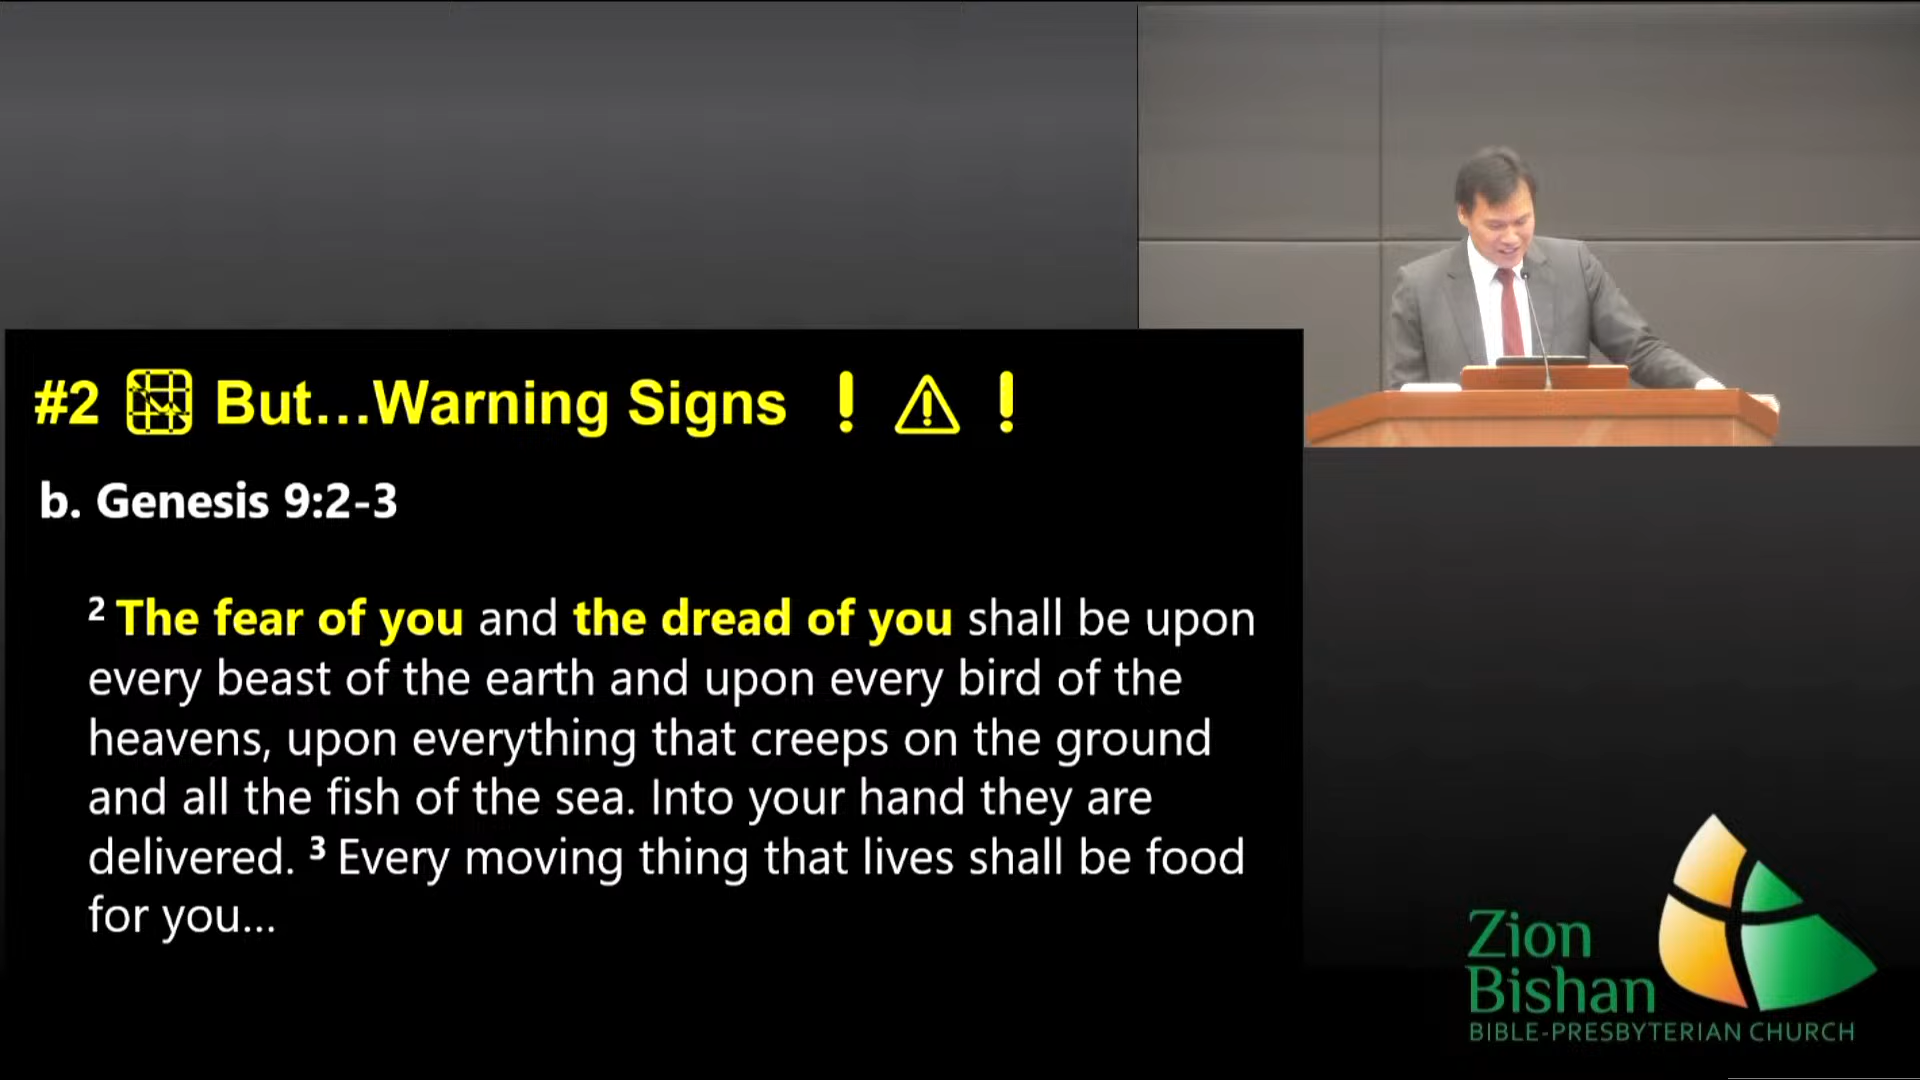 #2 But...Warning Signs ! ⚠ !
b. Genesis 9:2-3
2 The fear of you and the dread of you shall be upon
every beast of the earth and upon every bird of the
heavens, upon everything that creeps on the ground
and all the fish of the sea. Into your hand they are
delivered. 3 Every moving thing that lives shall be food
for you...
Zion
Bishan
BIBLE-PRESBYTERIAN CHURCH